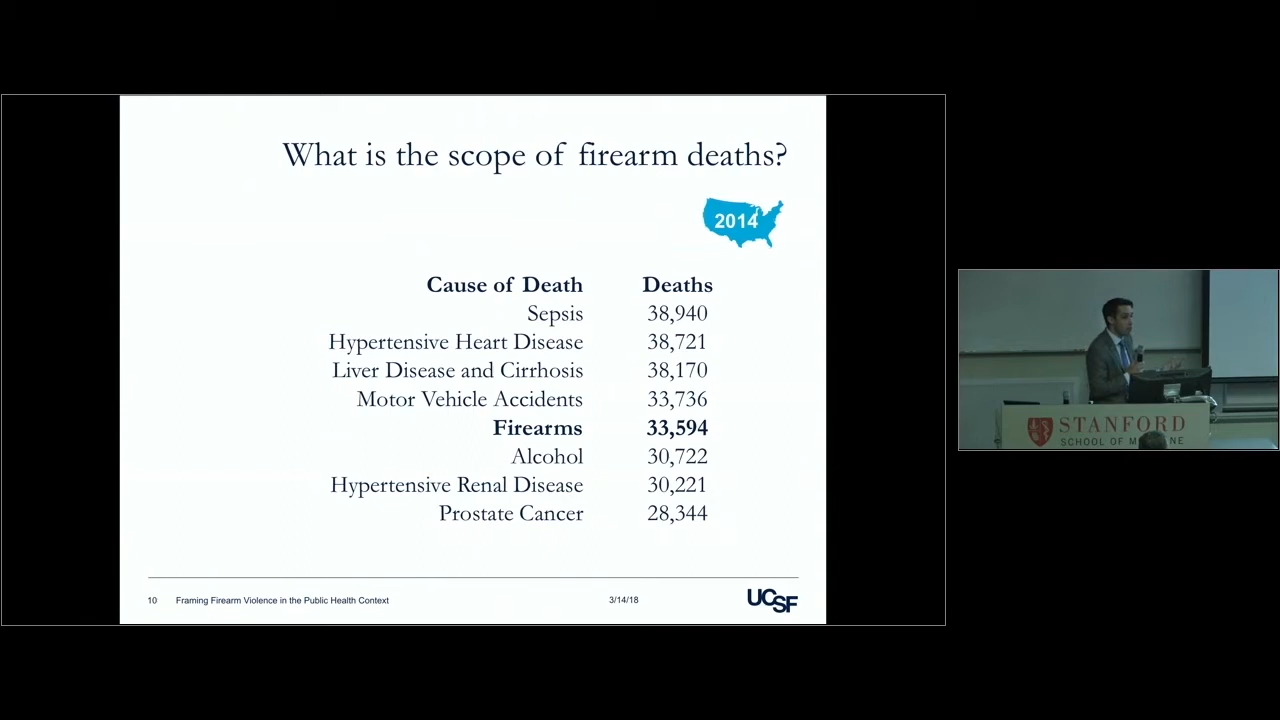 What is the scope of firearm deaths?
2014
Cause of Death Deaths
Sepsis 38,940
Hypertensive Heart Disease 38,721
Liver Disease and Cirrhosis 38,170
Motor Vehicle Accidents 33,736
Firearms 33,594
Alcohol 30,722
Hypertensive Renal Disease 30,221
Prostate Cancer 28,344
10 Framing Firearm Violence in the Public Health Context 3/14/18 UCSF
STANFORD
SCHOOL OF MEDICINE